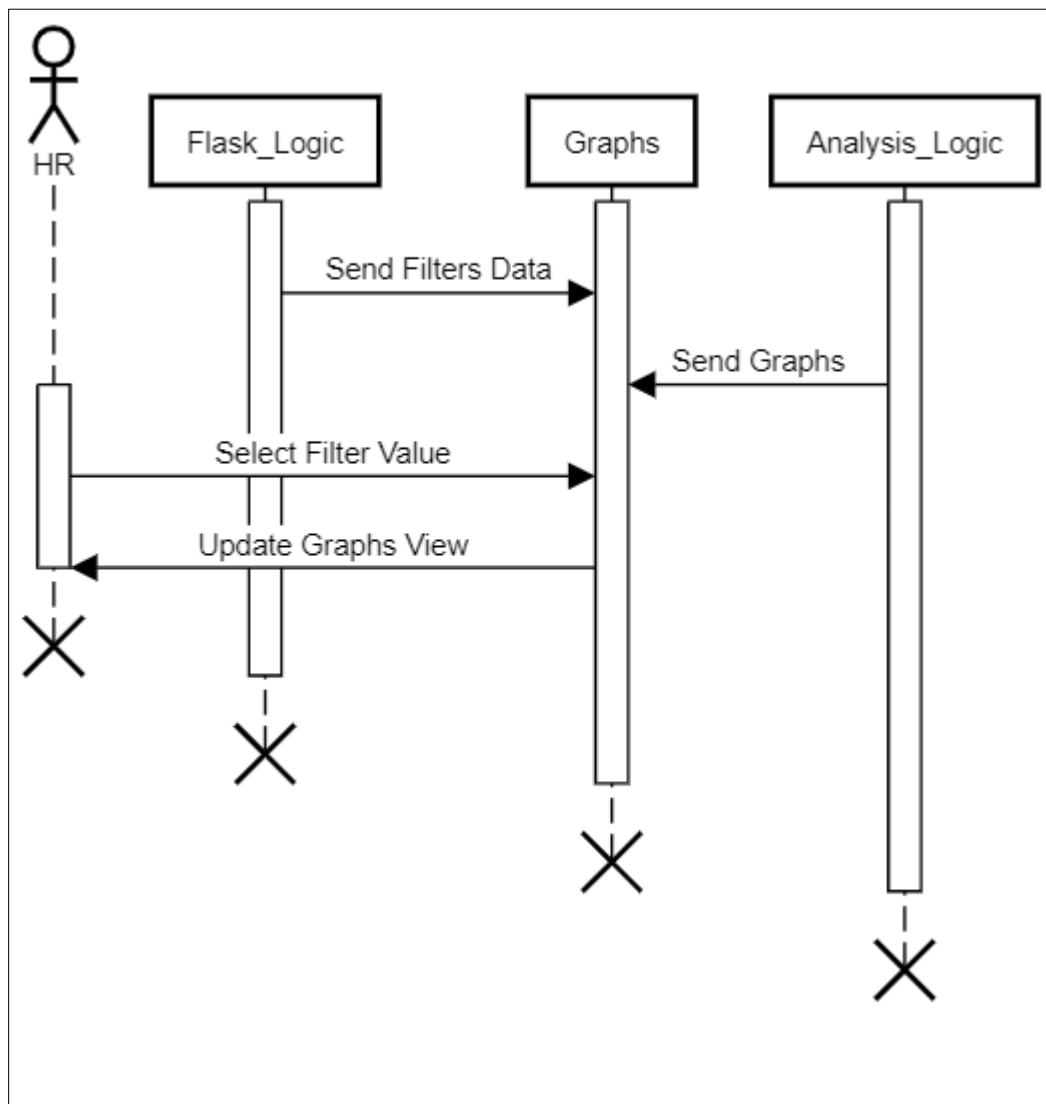 HR
Flask_Logic
Graphs
Analysis_Logic
Send Filters Data
Send Graphs
Select Filter Value
Update Graphs View